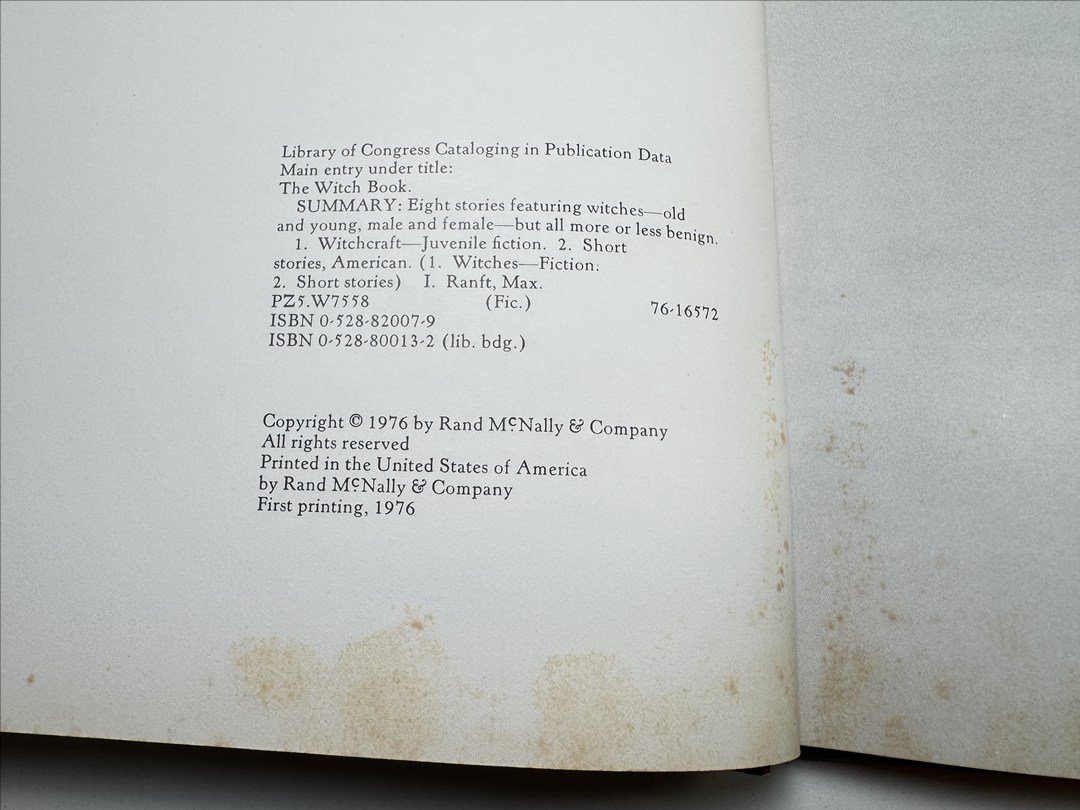 Library of Congress Cataloging in Publication Data
Main entry under title:
The Witch Book.
SUMMARY: Eight stories featuring witches—old
and young, male and female—but all more or less benign.
1. Witchcraft—Juvenile fiction. 2. Short
stories, American. (1. Witches—Fiction.
2. Short stories) I. Ranft, Max.
PZ5.W7558 (Fic.) 76-16572
ISBN 0-528-82007-9
ISBN 0-528-80013-2 (lib. bdg.)
Copyright © 1976 by Rand McNally & Company
All rights reserved
Printed in the United States of America
by Rand McNally & Company
First printing, 1976